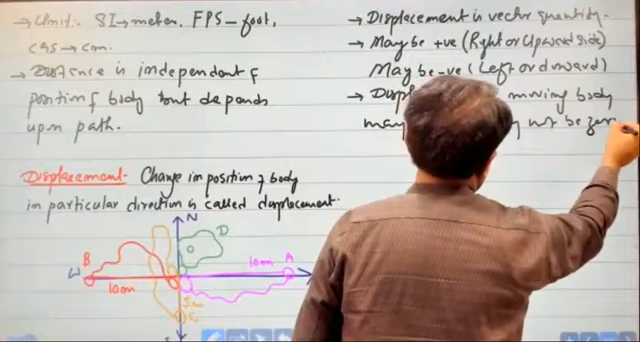 → Unit: SI → meter. FPS - foot.
CGS → cm.
→ Distance is independent of
position of body but depends
upon path.
Displacement - Change in position of body
in particular direction is called displacement.
N
D
B
A
W
10m
10m
→ Displacement is vector quantity.
→ May be +ve (Right or Upward side)
May be -ve (Left or downward)
→ moving body
may not be zero